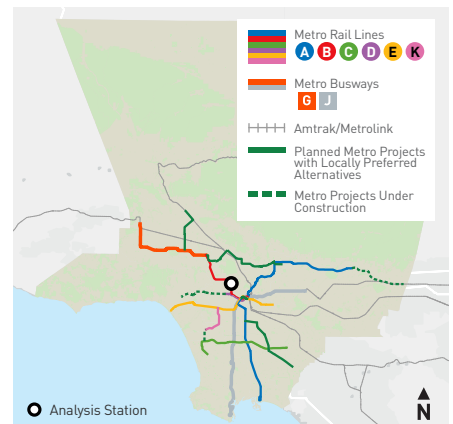 Metro Rail Lines
A B C D E K
Metro Busways
G J
Amtrak/Metrolink
Planned Metro Projects
with Locally Preferred
Alternatives
Metro Projects Under
Construction
Analysis Station
N